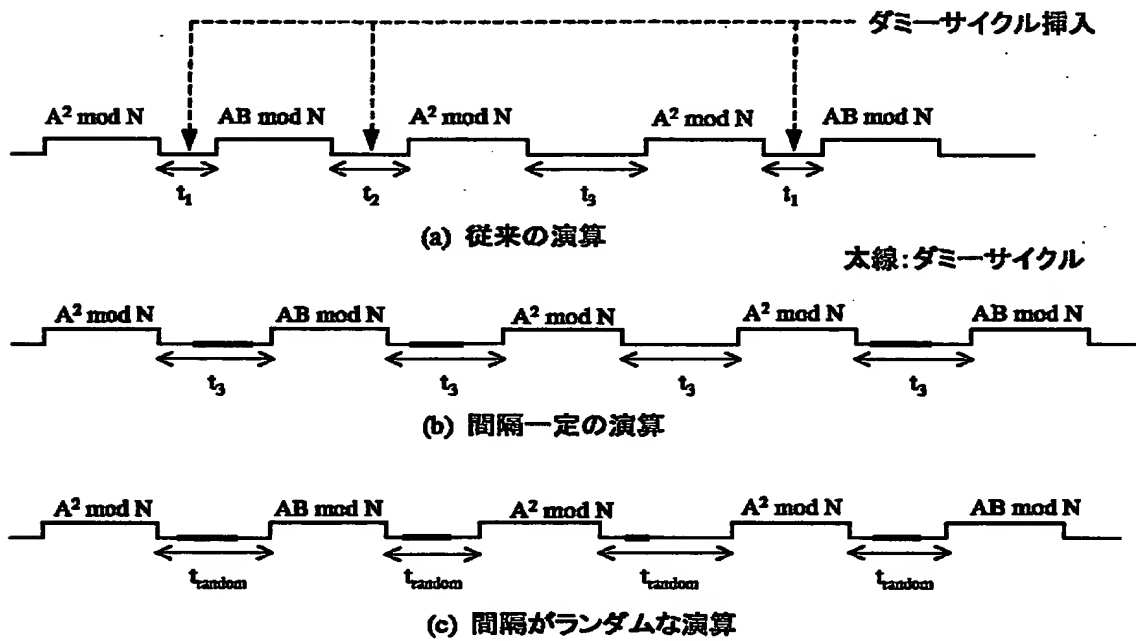 ダミーサイクル挿入
A² mod N AB mod N A² mod N A² mod N AB mod N
t₁ t₂ t₃ t₁
(a) 従来の演算
太線:ダミーサイクル
A² mod N AB mod N A² mod N A² mod N AB mod N
t₃ t₃ t₃ t₃
(b) 間隔一定の演算
A² mod N AB mod N A² mod N A² mod N AB mod N
t_random t_random t_random t_random
(c) 間隔がランダムな演算